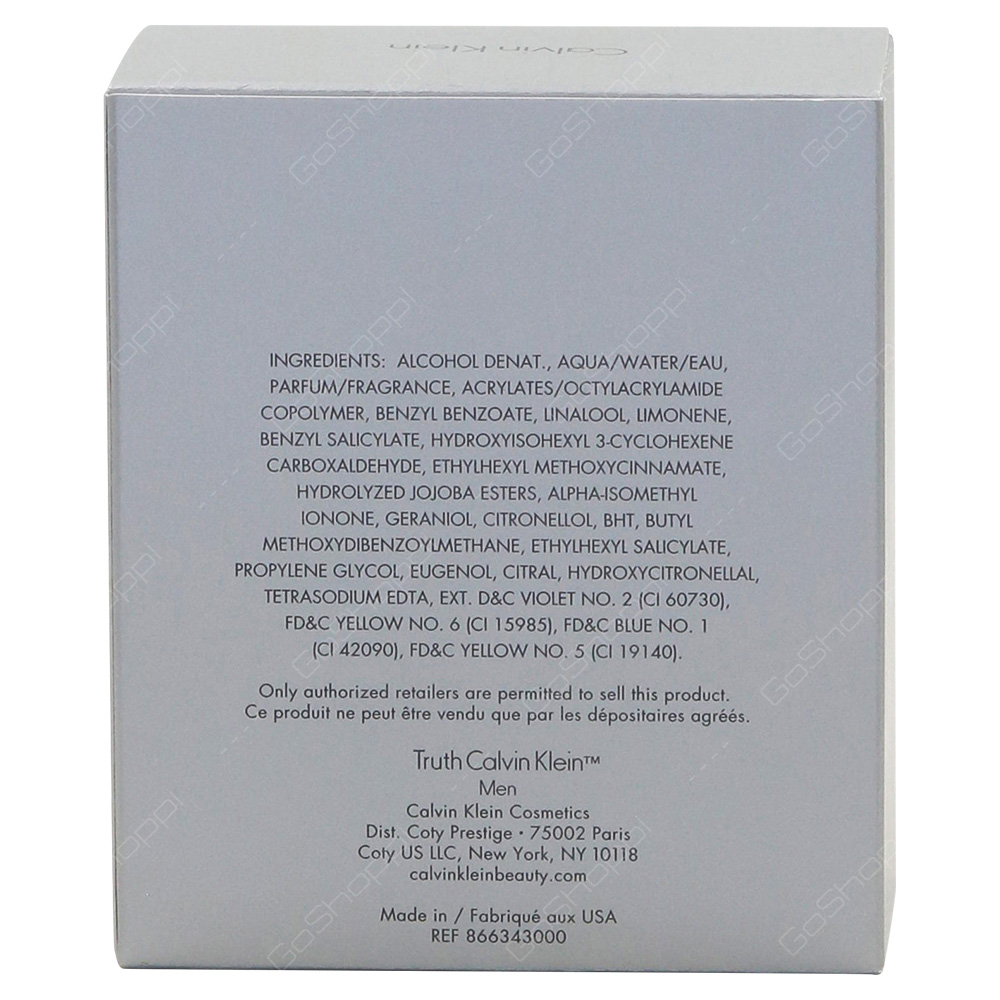 Calvin Klein
INGREDIENTS: ALCOHOL DENAT., AQUA/WATER/EAU,
PARFUM/FRAGRANCE, ACRYLATES/OCTYLACRYLAMIDE
COPOLYMER, BENZYL BENZOATE, LINALOOL, LIMONENE,
BENZYL SALICYLATE, HYDROXYISOHEXYL 3-CYCLOHEXENE
CARBOXALDEHYDE, ETHYLHEXYL METHOXYCINNAMATE,
HYDROLYZED JOJOBA ESTERS, ALPHA-ISOMETHYL
IONONE, GERANIOL, CITRONELLOL, BHT, BUTYL
METHOXYDIBENZOYLMETHANE, ETHYLHEXYL SALICYLATE,
PROPYLENE GLYCOL, EUGENOL, CITRAL, HYDROXYCITRONELLAL,
TETRASODIUM EDTA, EXT. D&C VIOLET NO. 2 (CI 60730),
FD&C YELLOW NO. 6 (CI 15985), FD&C BLUE NO. 1
(CI 42090), FD&C YELLOW NO. 5 (CI 19140).
Only authorized retailers are permitted to sell this product.
Ce produit ne peut être vendu que par les dépositaires agréés.
Truth Calvin Klein™
Men
Calvin Klein Cosmetics
Dist. Coty Prestige • 75002 Paris
Coty US LLC, New York, NY 10118
calvinkleinbeauty.com
Made in / Fabriqué aux USA
REF 866343000
GoShoppi